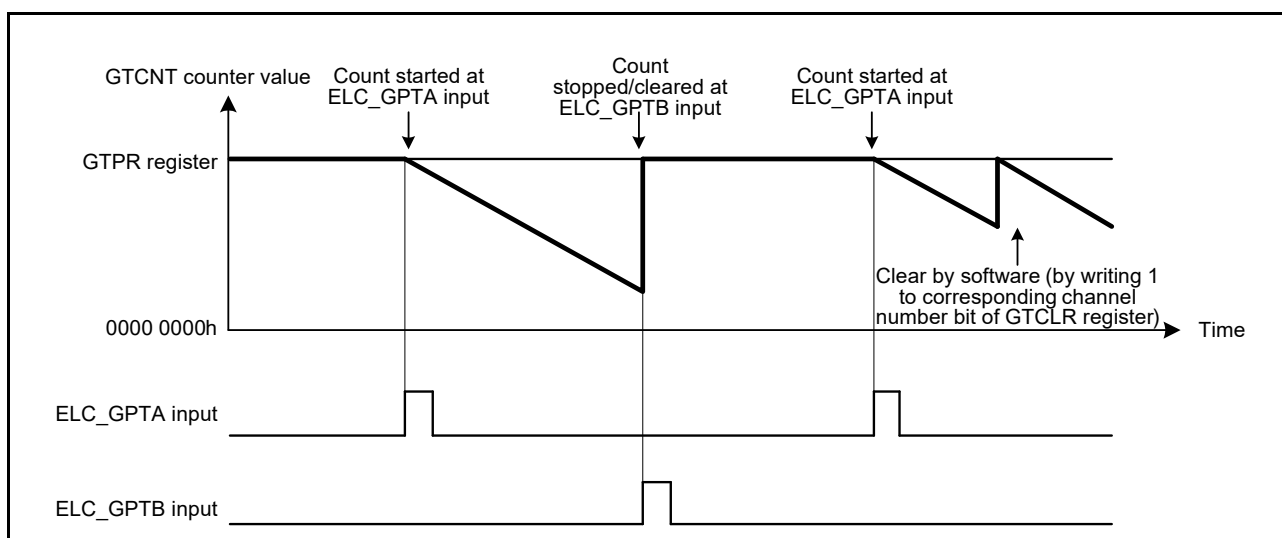 GTCNT counter value
Count started at
ELC_GPTA input
Count
stopped/cleared at
ELC_GPTB input
Count started at
ELC_GPTA input
GTPR register
Clear by software (by writing 1
to corresponding channel
number bit of GTCLR register)
0000 0000h
Time
ELC_GPTA input
ELC_GPTB input